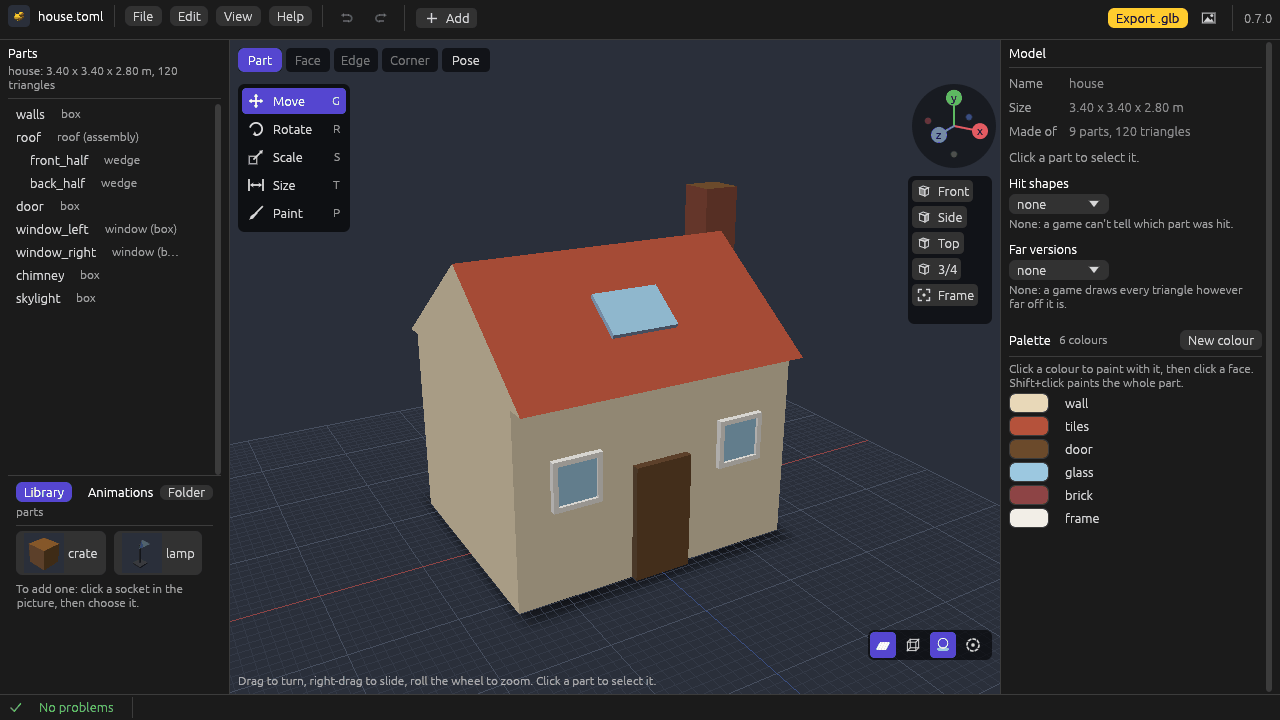 house.toml File Edit View Help Add Export .glb 0.7.0
Parts
house: 3.40 x 3.40 x 2.80 m, 120
triangles
walls box
roof roof (assembly)
front_half wedge
back_half wedge
door box
window_left window (box)
window_right window (b...
chimney box
skylight box
Library Animations Folder
parts
crate lamp
To add one: click a socket in the
picture, then choose it.
Part Face Edge Corner Pose
Move G
Rotate R
Scale S
Size T
Paint P
y
x
z
Front
Side
Top
3/4
Frame
Drag to turn, right-drag to slide, roll the wheel to zoom. Click a part to select it.
Model
Name house
Size 3.40 x 3.40 x 2.80 m
Made of 9 parts, 120 triangles
Click a part to select it.
Hit shapes
none
None: a game can't tell which part was hit.
Far versions
none
None: a game draws every triangle however
far off it is.
Palette 6 colours New colour
Click a colour to paint with it, then click a face.
Shift+click paints the whole part.
wall
tiles
door
glass
brick
frame
No problems